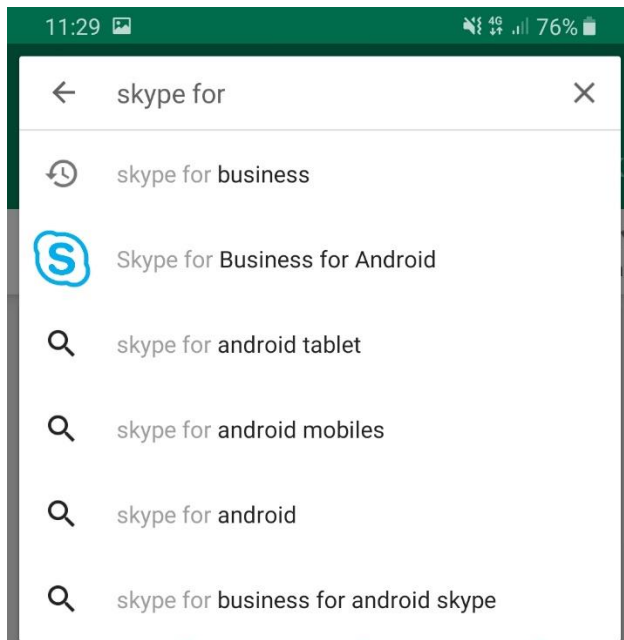 11:29 4G 76%
skype for
skype for business
S Skype for Business for Android
skype for android tablet
skype for android mobiles
skype for android
skype for business for android skype